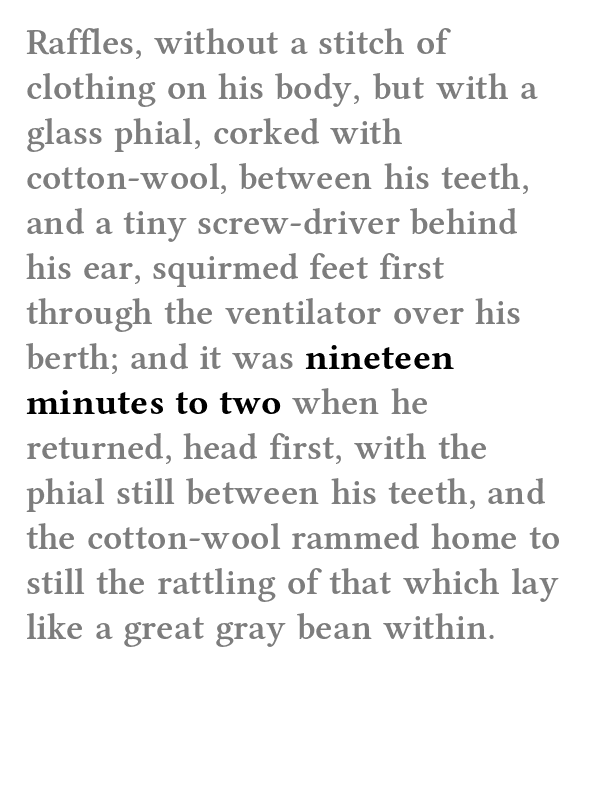 Raffles, without a stitch of
clothing on his body, but with a
glass phial, corked with
cotton-wool, between his teeth,
and a tiny screw-driver behind
his ear, squirmed feet first
through the ventilator over his
berth; and it was nineteen
minutes to two when he
returned, head first, with the
phial still between his teeth, and
the cotton-wool rammed home to
still the rattling of that which lay
like a great gray bean within.